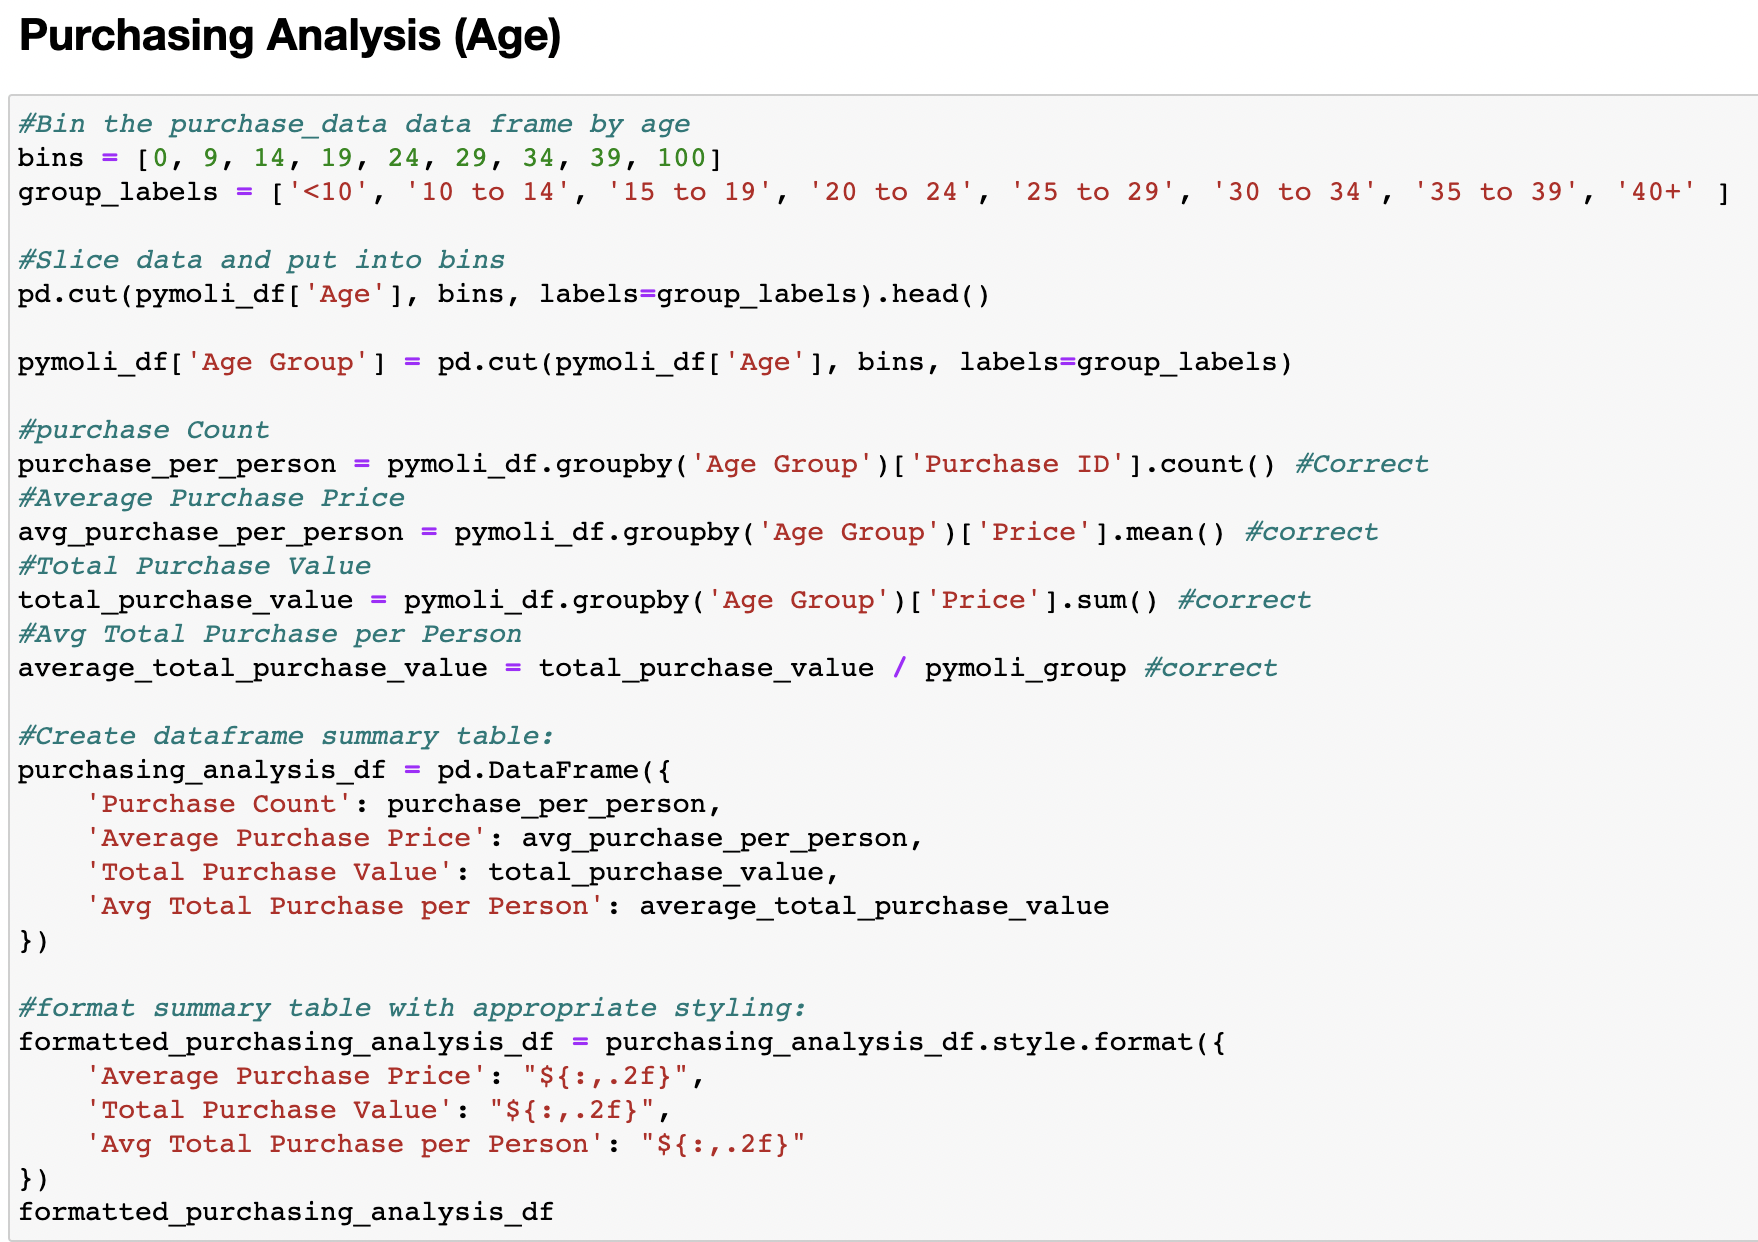 Purchasing Analysis (Age)
#Bin the purchase_data data frame by age
bins = [0, 9, 14, 19, 24, 29, 34, 39, 100]
group_labels = ['<10', '10 to 14', '15 to 19', '20 to 24', '25 to 29', '30 to 34', '35 to 39', '40+' ]

#Slice data and put into bins
pd.cut(pymoli_df['Age'], bins, labels=group_labels).head()

pymoli_df['Age Group'] = pd.cut(pymoli_df['Age'], bins, labels=group_labels)

#purchase Count
purchase_per_person = pymoli_df.groupby('Age Group')['Purchase ID'].count() #Correct
#Average Purchase Price
avg_purchase_per_person = pymoli_df.groupby('Age Group')['Price'].mean() #correct
#Total Purchase Value
total_purchase_value = pymoli_df.groupby('Age Group')['Price'].sum() #correct
#Avg Total Purchase per Person
average_total_purchase_value = total_purchase_value / pymoli_group #correct

#Create dataframe summary table:
purchasing_analysis_df = pd.DataFrame({
    'Purchase Count': purchase_per_person,
    'Average Purchase Price': avg_purchase_per_person,
    'Total Purchase Value': total_purchase_value,
    'Avg Total Purchase per Person': average_total_purchase_value
})

#format summary table with appropriate styling:
formatted_purchasing_analysis_df = purchasing_analysis_df.style.format({
    'Average Purchase Price': "${:,.2f}",
    'Total Purchase Value': "${:,.2f}",
    'Avg Total Purchase per Person': "${:,.2f}"
})
formatted_purchasing_analysis_df